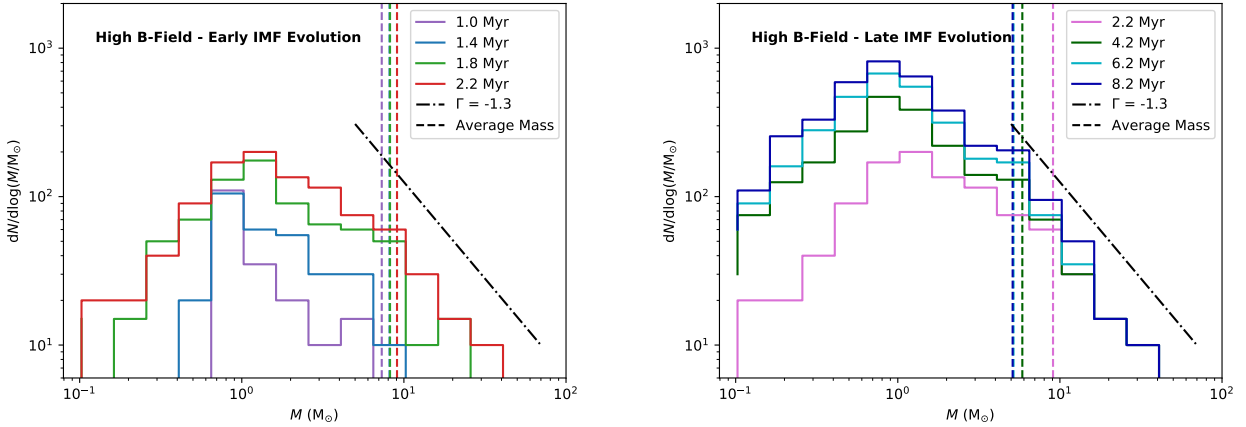 High B-Field - Early IMF Evolution
1.0 Myr
1.4 Myr
1.8 Myr
2.2 Myr
Γ = -1.3
Average Mass
dN/dlog(M/M⊙)
10²
10¹
10⁻¹ 10⁰ 10¹ 10²
M (M⊙)
High B-Field - Late IMF Evolution
2.2 Myr
4.2 Myr
6.2 Myr
8.2 Myr
Γ = -1.3
Average Mass
dN/dlog(M/M⊙)
10³
10²
10¹
10⁻¹ 10⁰ 10¹ 10²
M (M⊙)